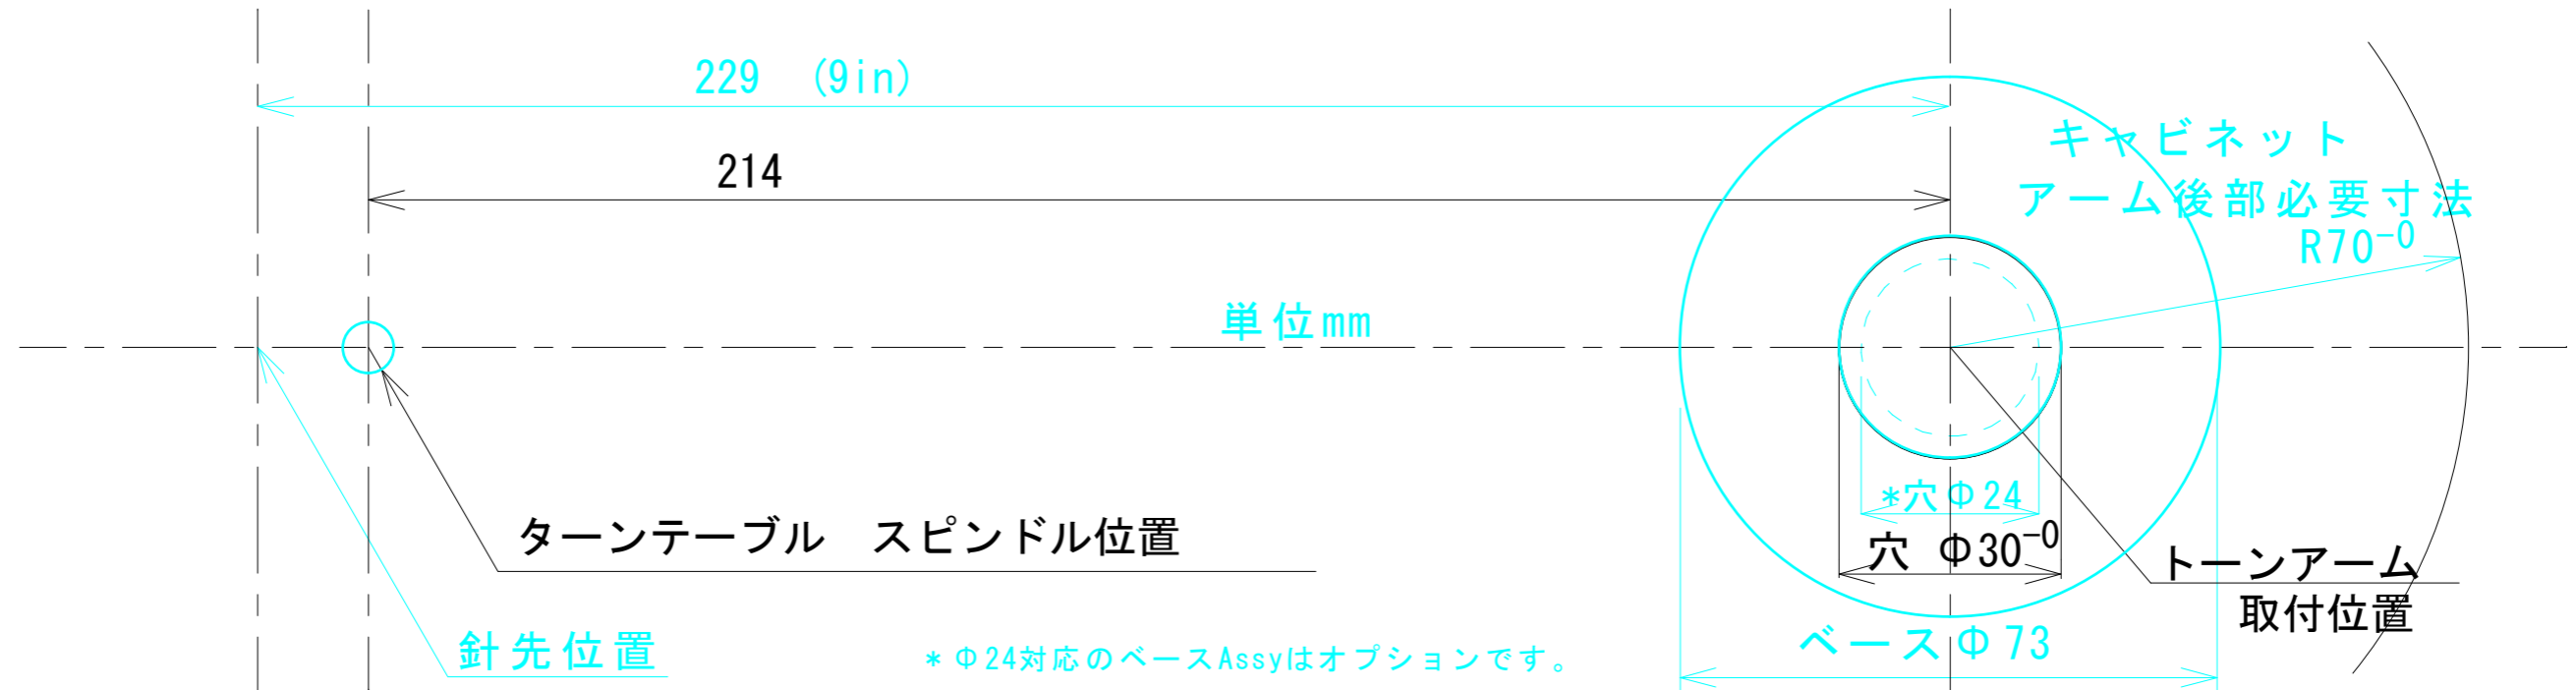 229 (9in)
214
キャビネット
アーム後部必要寸法
R70-0
単位mm
*穴Φ24
穴 Φ30-0
ターンテーブル スピンドル位置
トーンアーム
取付位置
針先位置
*Φ24対応のベースAssyはオプションです。
ベースΦ73